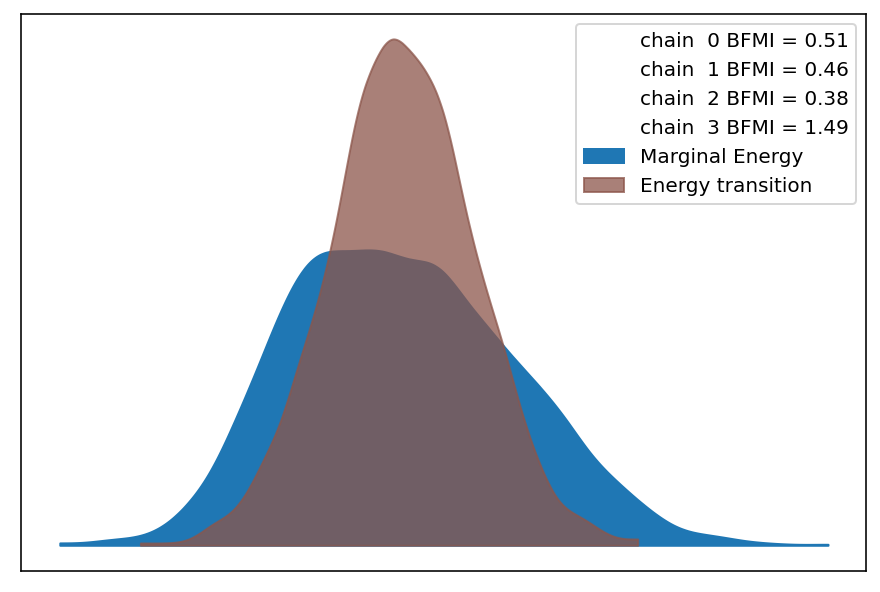 chain  0 BFMI = 0.51
chain  1 BFMI = 0.46
chain  2 BFMI = 0.38
chain  3 BFMI = 1.49
Marginal Energy
Energy transition